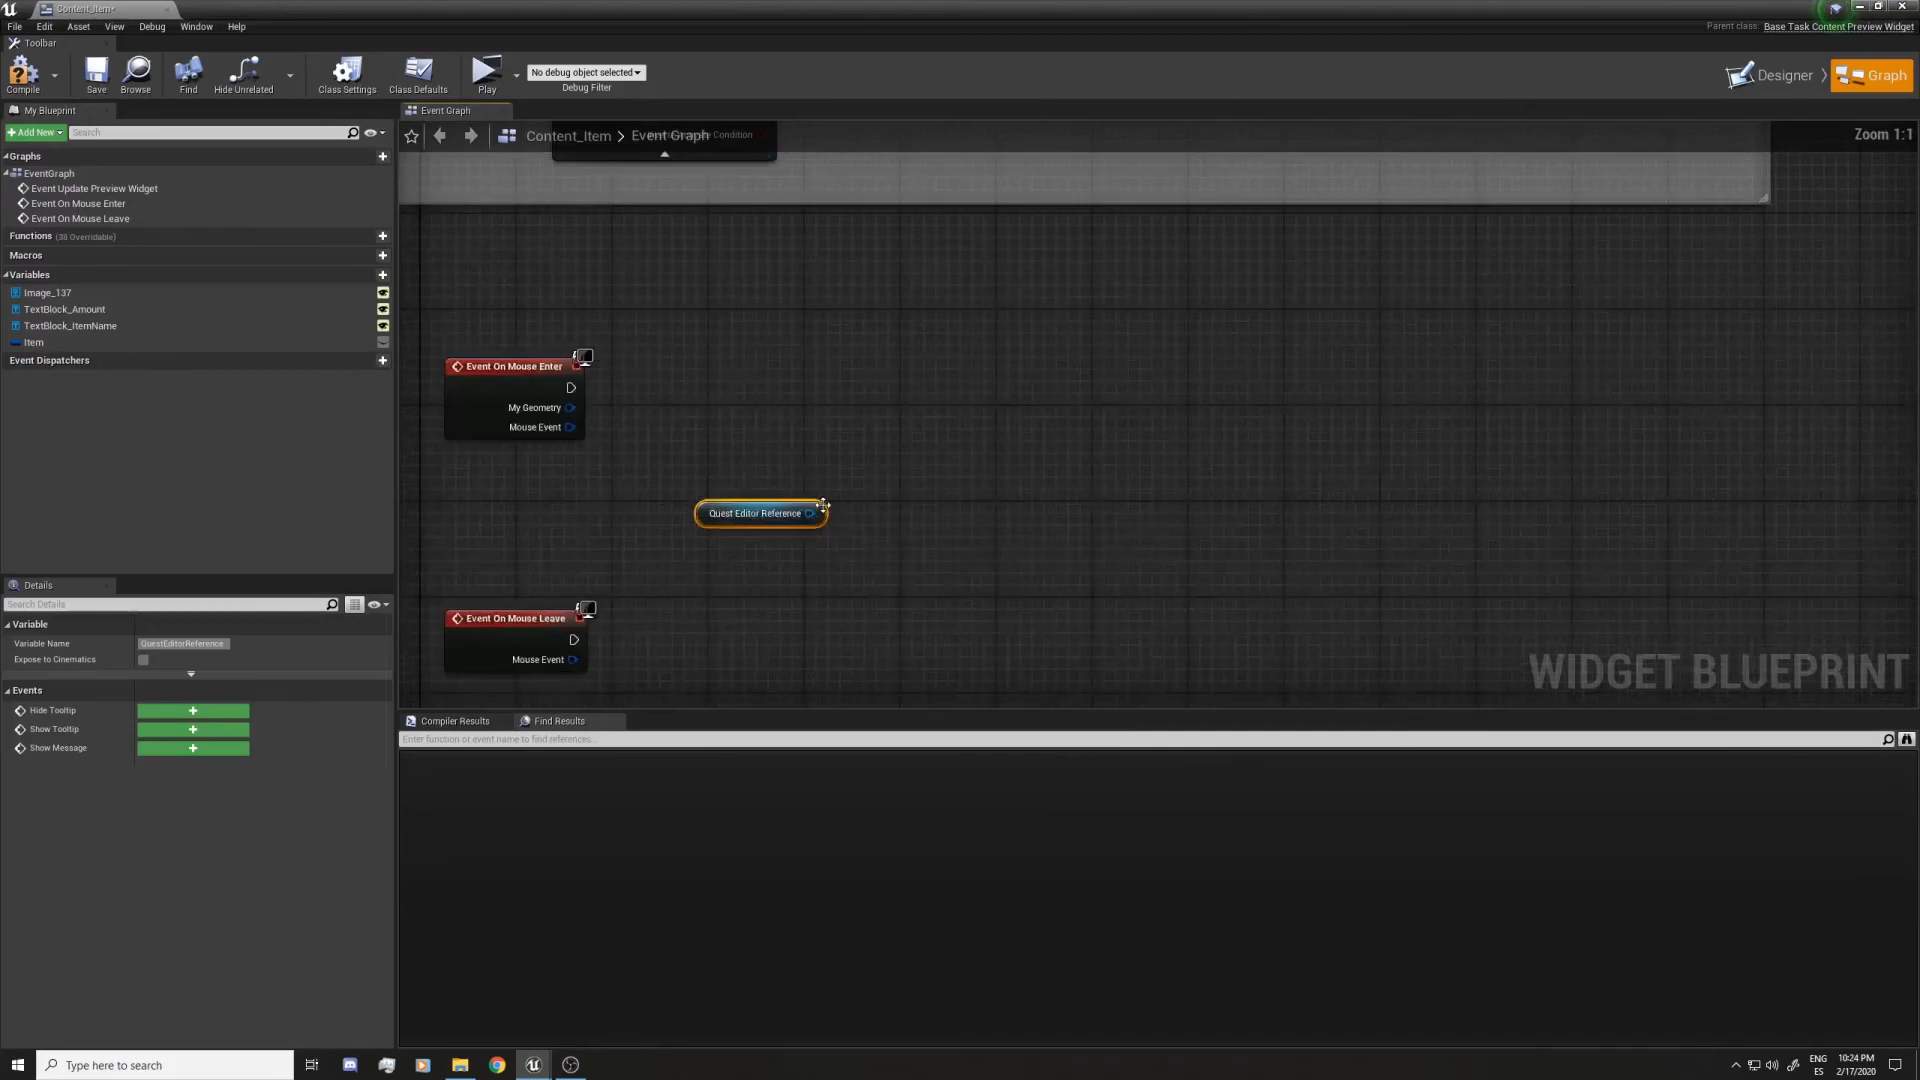 Content_Item*
File Edit Asset View Debug Window Help
Parent class: Base Task Content Preview Widget
Toolbar
Compile
Save
Browse
Find
Hide Unrelated
Class Settings
Class Defaults
Play
No debug object selected
Debug Filter
Designer
Graph
My Blueprint
Event Graph
+Add New
Search
Content_Item > Event Graph
Condition
Zoom 1:1
Graphs
EventGraph
Event Update Preview Widget
Event On Mouse Enter
Event On Mouse Leave
Functions (38 Overridable)
Macros
Variables
Image_137
TextBlock_Amount
TextBlock_ItemName
Item
Event Dispatchers
Event On Mouse Enter
My Geometry
Mouse Event
Quest Editor Reference
Event On Mouse Leave
Mouse Event
WIDGET BLUEPRINT
Details
Search Details
Variable
Variable Name QuestEditorReference
Expose to Cinematics
Events
Hide Tooltip
Show Tooltip
Show Message
Compiler Results
Find Results
Enter function or event name to find references...
Type here to search
ENG
ES
10:24 PM
2/17/2020